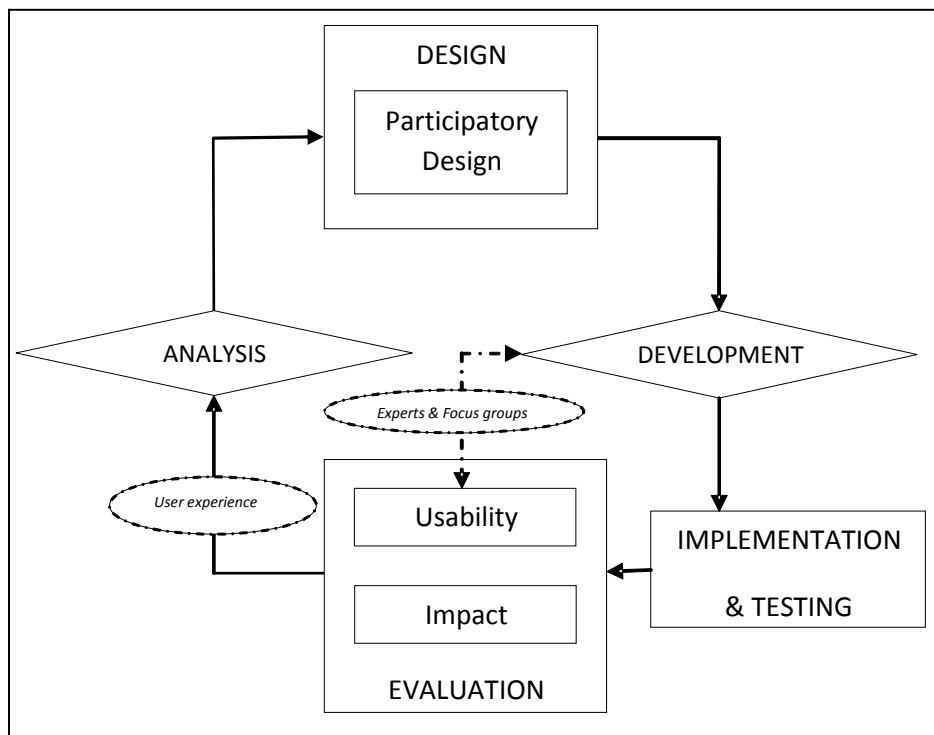 DESIGN
Participatory
Design
ANALYSIS
DEVELOPMENT
Experts & Focus groups
User experience
Usability
IMPLEMENTATION
& TESTING
Impact
EVALUATION